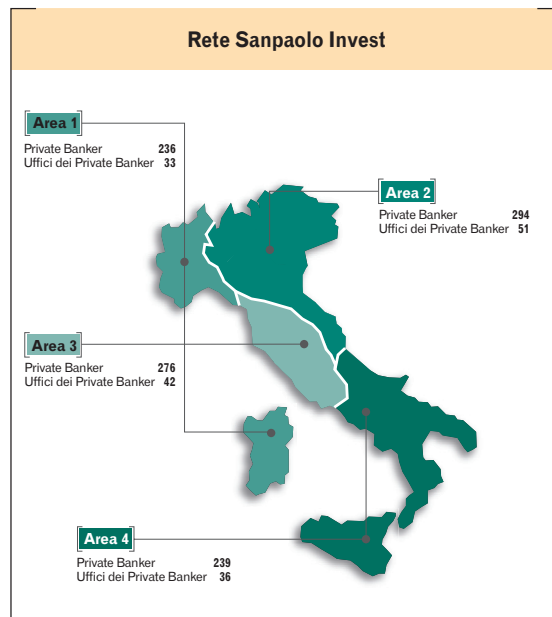 Rete Sanpaolo Invest
Area 1
Private Banker 236
Uffici dei Private Banker 33
Area 2
Private Banker 294
Uffici dei Private Banker 51
Area 3
Private Banker 276
Uffici dei Private Banker 42
Area 4
Private Banker 239
Uffici dei Private Banker 36